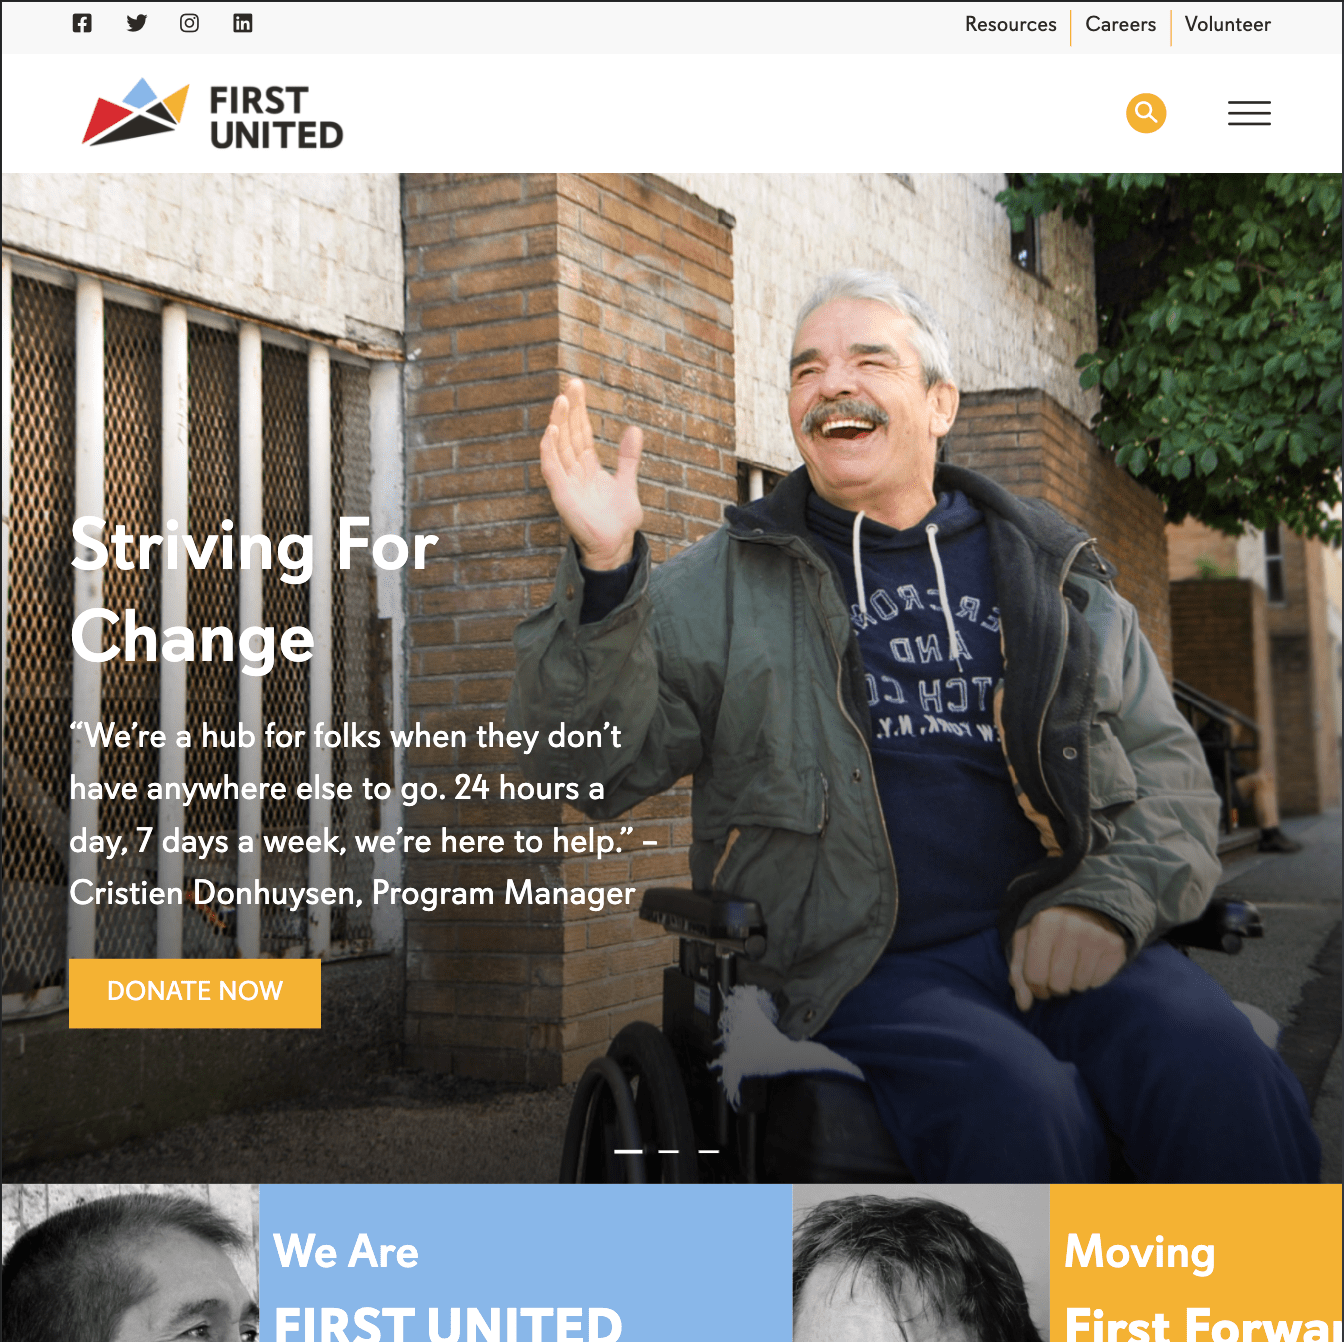 Resources
Careers
Volunteer
FIRST
UNITED
Striving For
Change
“We’re a hub for folks when they don’t
have anywhere else to go. 24 hours a
day, 7 days a week, we’re here to help.” –
Cristien Donhuysen, Program Manager
DONATE NOW
AND
We Are
FIRST UNITED
Moving
First Forwa